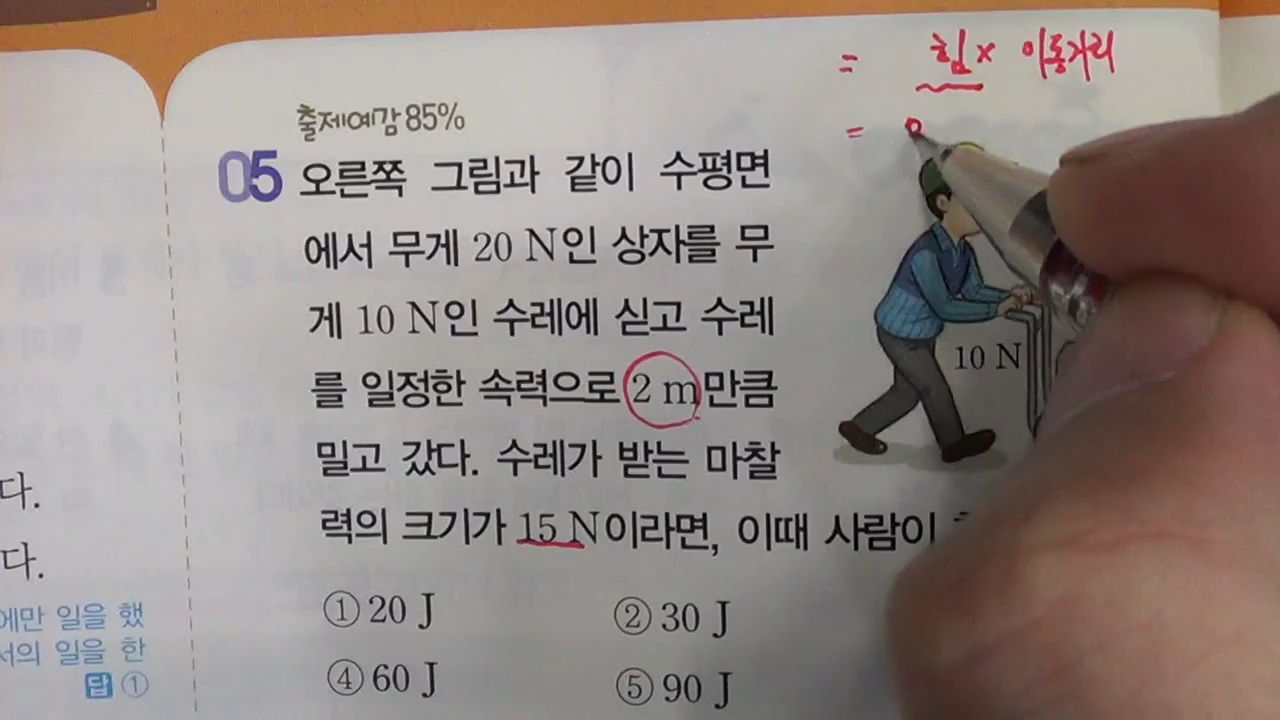 = 힘 × 이동거리
=
출제예감 85%
05 오른쪽 그림과 같이 수평면
에서 무게 20 N인 상자를 무
게 10 N인 수레에 싣고 수레
를 일정한 속력으로 2 m만큼
밀고 갔다. 수레가 받는 마찰
력의 크기가 15 N이라면, 이때 사람이
10 N
① 20 J ② 30 J
④ 60 J ⑤ 90 J
다.
다.
에만 일을 했
서의 일을 한
답 ①